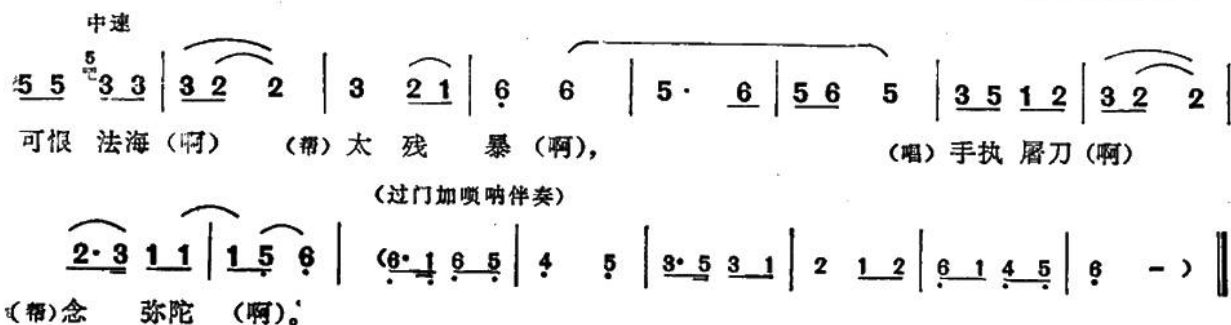 中速
5 5 5 3 3 | 3 2 2 | 3 2 1 | 6 6 | 5· 6 | 5 6 5 | 3 5 1 2 | 3 2 2 |
可恨 法海(啊) (帮)太 残 暴(啊), (唱)手执 屠刀(啊)
(过门加唢呐伴奏)
2· 3 1 1 | 1 5 6 | (6· 1 6 5 | 4 5 | 3· 5 3 1 | 2 1 2 | 6 1 4 5 | 6 - )
(帮)念 弥陀 (啊)。